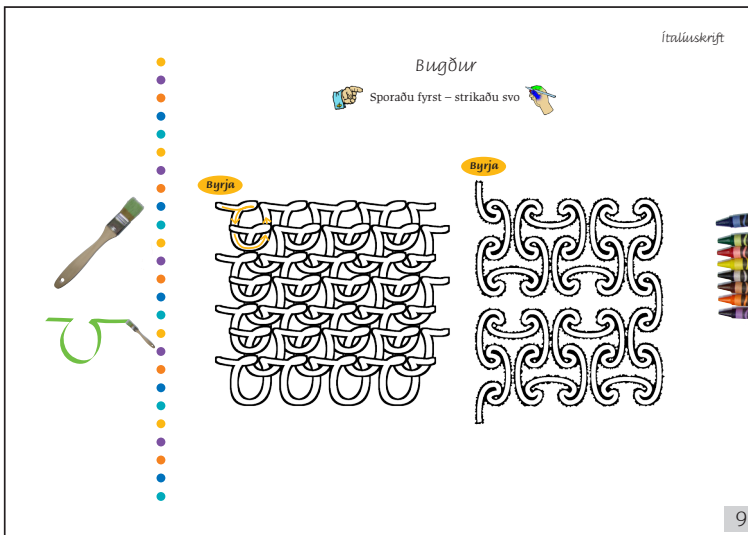 Ítalíuskrift
Bugður
Sporaðu fyrst – strikaðu svo
Byrja
Byrja
9